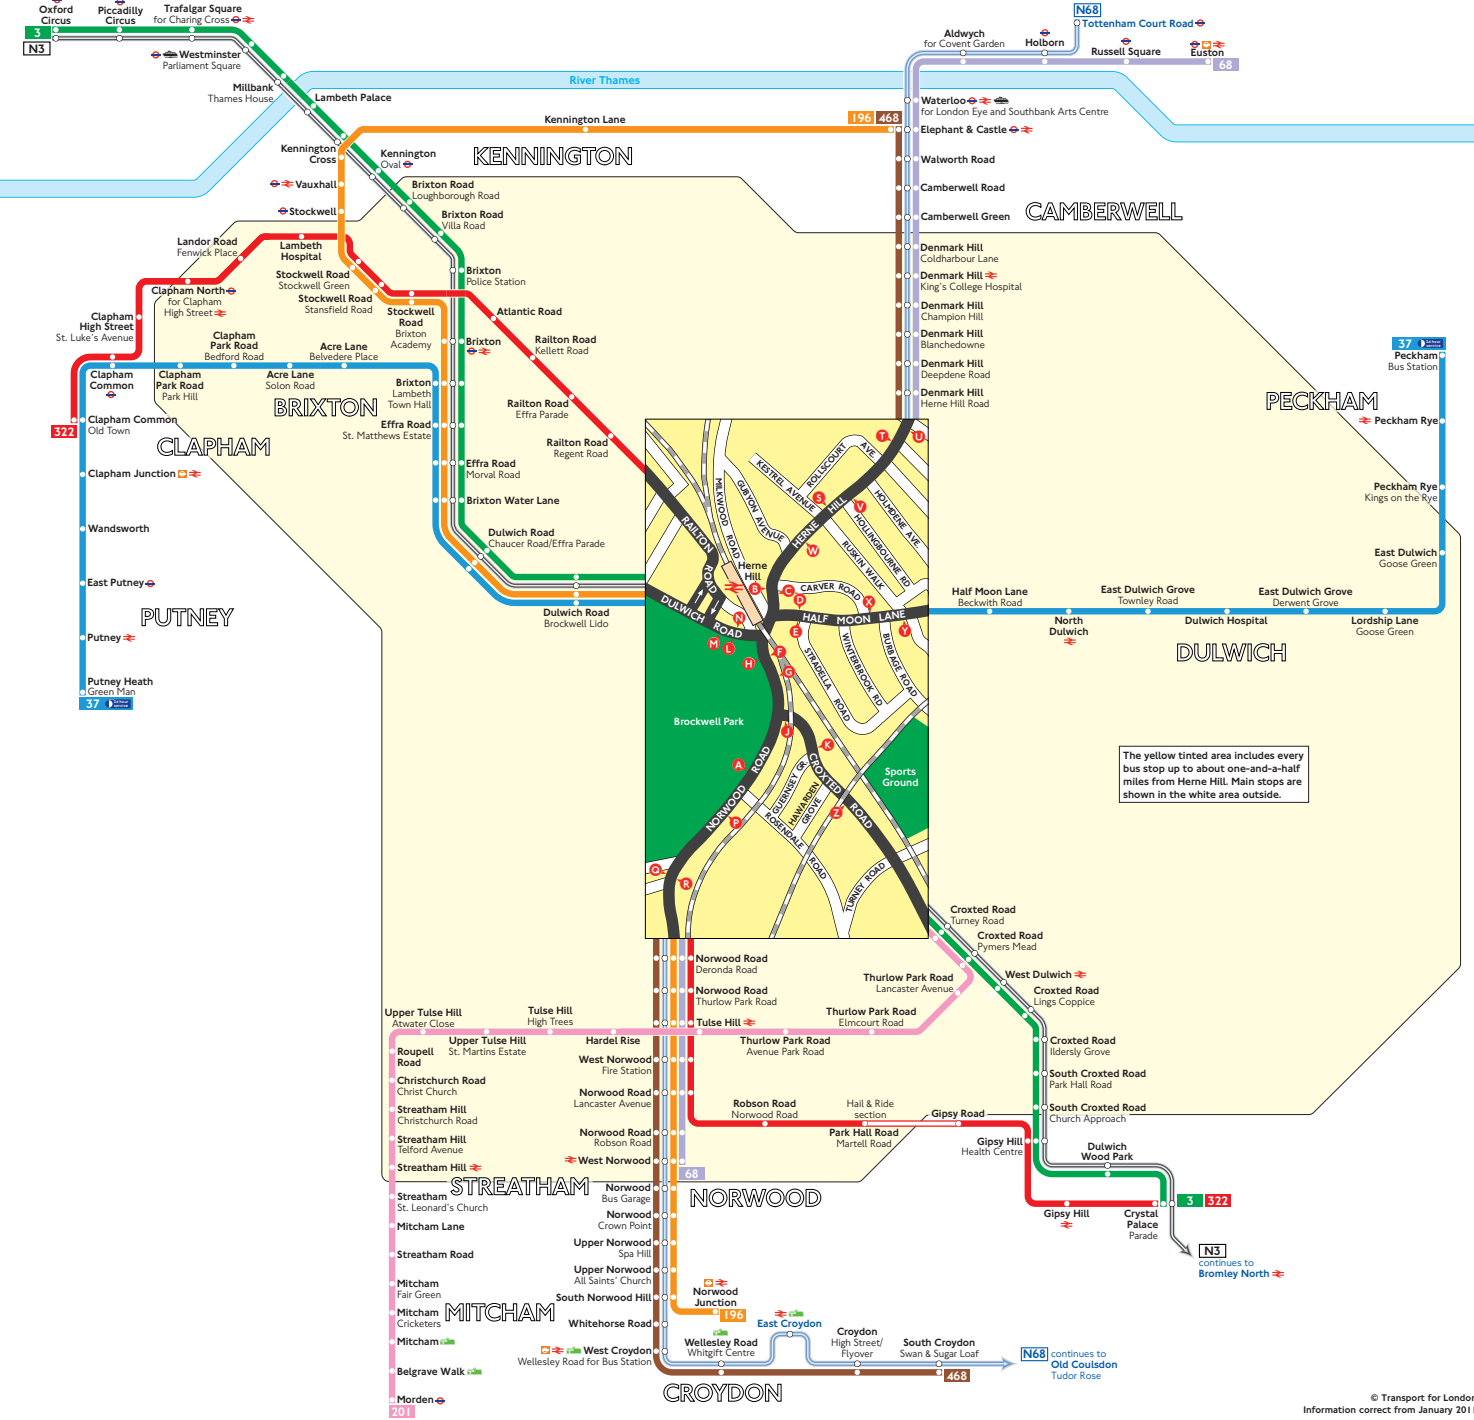 Oxford
Circus
Piccadilly
Circus
Trafalgar Square
for Charing Cross
3
N3
Westminster
Parliament Square
Millbank
Thames House
Lambeth Palace
River Thames
N68
Tottenham Court Road
Aldwych
for Covent Garden
Holborn
Russell Square
Euston
68
Waterloo
for London Eye and Southbank Arts Centre
196
468
Elephant & Castle
Walworth Road
Camberwell Road
Camberwell Green
CAMBERWELL
Kennington Lane
KENNINGTON
Kennington
Cross
Kennington
Oval
Vauxhall
Stockwell
Brixton Road
Loughborough Road
Brixton Road
Villa Road
Brixton
Police Station
Landor Road
Fenwick Place
Lambeth
Hospital
Stockwell Road
Stockwell Green
Stockwell Road
Stansfield Road
Stockwell
Road
Brixton
Academy
Clapham North
for Clapham
High Street
Clapham
High Street
St. Luke's Avenue
Clapham
Park Road
Bedford Road
Acre Lane
Belvedere Place
Clapham
Common
Clapham
Park Road
Park Hill
Acre Lane
Solon Road
BRIXTON
Brixton
Lambeth
Town Hall
Brixton
Atlantic Road
Railton Road
Kellett Road
Railton Road
Effra Parade
Railton Road
Regent Road
322
Clapham Common
Old Town
CLAPHAM
Clapham Junction
Wandsworth
East Putney
PUTNEY
Putney
Putney Heath
Green Man
37
24 hour
service
Effra Road
St. Matthews Estate
Effra Road
Morval Road
Brixton Water Lane
Dulwich Road
Chaucer Road/Effra Parade
Dulwich Road
Brockwell Lido
Denmark Hill
Coldharbour Lane
Denmark Hill
King's College Hospital
Denmark Hill
Champion Hill
Denmark Hill
Blanchedowne
Denmark Hill
Deepdene Road
Denmark Hill
Herne Hill Road
37
24 hour
service
Peckham
Bus Station
PECKHAM
Peckham Rye
Peckham Rye
Kings on the Rye
East Dulwich
Goose Green
Half Moon Lane
Beckwith Road
North
Dulwich
East Dulwich Grove
Townley Road
Dulwich Hospital
East Dulwich Grove
Derwent Grove
Lordship Lane
Goose Green
DULWICH
T
U
ROLLSCOURT
AVE.
KESTREL AVENUE
MILKWOOD ROAD
GUBYON AVENUE
S
V
HERNE HILL
W
HOLMDENE AVE.
HOLLINGBOURNE RD
RUSKIN WALK
RAILTON ROAD
Herne
Hill
B
C
D
CARVER ROAD
X
HALF MOON LANE
Y
E
DULWICH ROAD
N
M
L
H
F
G
STRADELLA ROAD
WINTERBROOK RD
BURBAGE ROAD
Brockwell Park
J
K
A
NORWOOD ROAD
P
GUERNSEY GR.
HAWARDEN
GROVE
CROXTED ROAD
Z
ROSENDALE ROAD
TURNEY ROAD
Sports
Ground
Q
R
The yellow tinted area includes every
bus stop up to about one-and-a-half
miles from Herne Hill. Main stops are
shown in the white area outside.
Croxted Road
Turney Road
Croxted Road
Pymers Mead
West Dulwich
Croxted Road
Lings Coppice
Croxted Road
Ildersly Grove
South Croxted Road
Park Hall Road
South Croxted Road
Church Approach
Dulwich
Wood Park
Thurlow Park Road
Lancaster Avenue
Thurlow Park Road
Elmcourt Road
Thurlow Park Road
Avenue Park Road
Norwood Road
Deronda Road
Norwood Road
Thurlow Park Road
Tulse Hill
Upper Tulse Hill
Atwater Close
Tulse Hill
High Trees
Upper Tulse Hill
St. Martins Estate
Hardel Rise
West Norwood
Fire Station
Norwood Road
Lancaster Avenue
Norwood Road
Robson Road
West Norwood
68
Robson Road
Norwood Road
Hail & Ride
section
Park Hall Road
Martell Road
Gipsy Road
Gipsy Hill
Health Centre
Gipsy Hill
Crystal
Palace
Parade
3
322
N3
continues to
Bromley North
Roupell
Road
Christchurch Road
Christ Church
Streatham Hill
Christchurch Road
Streatham Hill
Telford Avenue
Streatham Hill
STREATHAM
Streatham
St. Leonard's Church
Mitcham Lane
Streatham Road
Mitcham
Fair Green
MITCHAM
Mitcham
Cricketers
Mitcham
Belgrave Walk
Morden
201
NORWOOD
Norwood
Bus Garage
Norwood
Crown Point
Upper Norwood
Spa Hill
Upper Norwood
All Saints' Church
South Norwood Hill
Norwood
Junction
196
Whitehorse Road
West Croydon
Wellesley Road for Bus Station
Wellesley Road
Whitgift Centre
East Croydon
Croydon
High Street/
Flyover
South Croydon
Swan & Sugar Loaf
468
CROYDON
N68
continues to
Old Coulsdon
Tudor Rose
© Transport for London
Information correct from January 2011